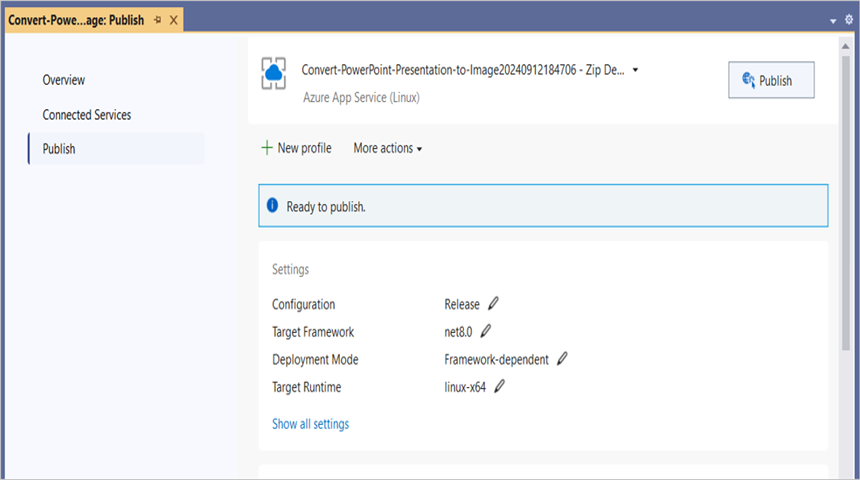 Convert-Powe...age: Publish
Overview
Connected Services
Publish
Convert-PowerPoint-Presentation-to-Image20240912184706 - Zip De...
Azure App Service (Linux)
Publish
New profile
More actions
Ready to publish.
Settings
Configuration Release
Target Framework net8.0
Deployment Mode Framework-dependent
Target Runtime linux-x64
Show all settings